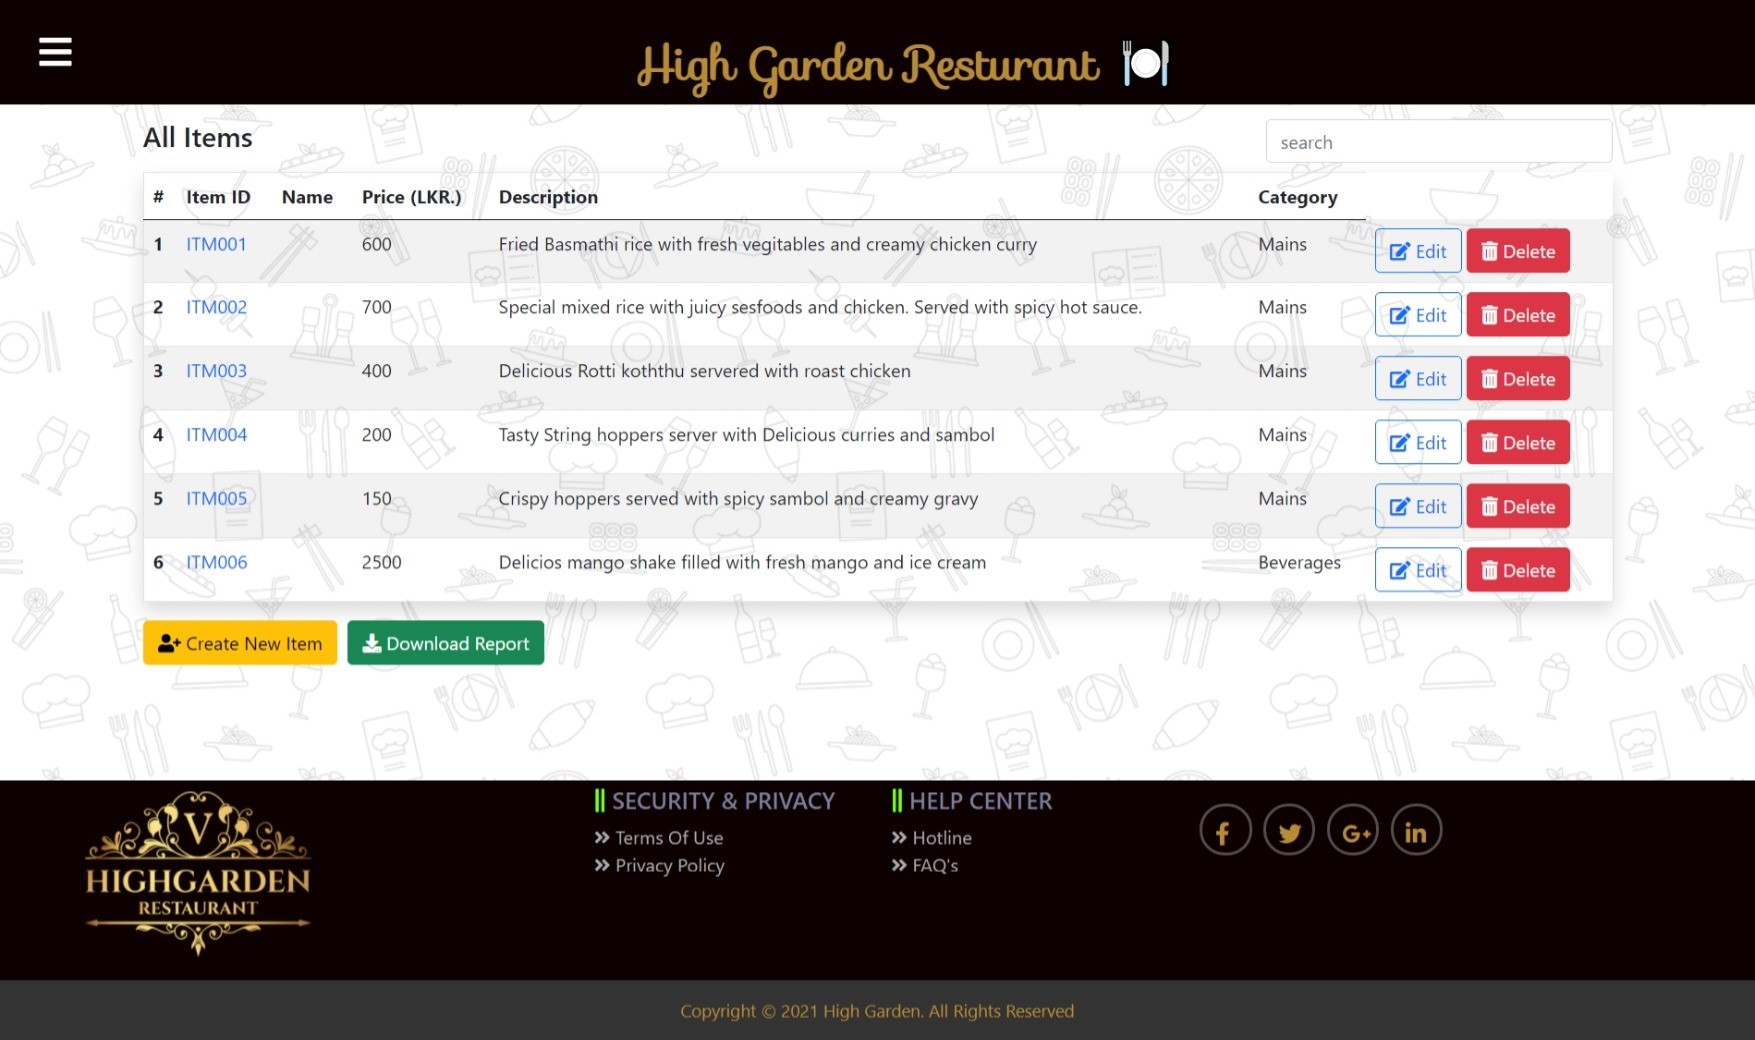 High Garden Resturant
All Items
search
# Item ID Name Price (LKR.) Description Category
1 ITM001 600 Fried Basmathi rice with fresh vegitables and creamy chicken curry Mains Edit Delete
2 ITM002 700 Special mixed rice with juicy sesfoods and chicken. Served with spicy hot sauce. Mains Edit Delete
3 ITM003 400 Delicious Rotti koththu servered with roast chicken Mains Edit Delete
4 ITM004 200 Tasty String hoppers server with Delicious curries and sambol Mains Edit Delete
5 ITM005 150 Crispy hoppers served with spicy sambol and creamy gravy Mains Edit Delete
6 ITM006 2500 Delicios mango shake filled with fresh mango and ice cream Beverages Edit Delete
Create New Item Download Report
V
HIGHGARDEN
RESTAURANT
SECURITY & PRIVACY
Terms Of Use
Privacy Policy
HELP CENTER
Hotline
FAQ's
f G+ in
Copyright © 2021 High Garden. All Rights Reserved